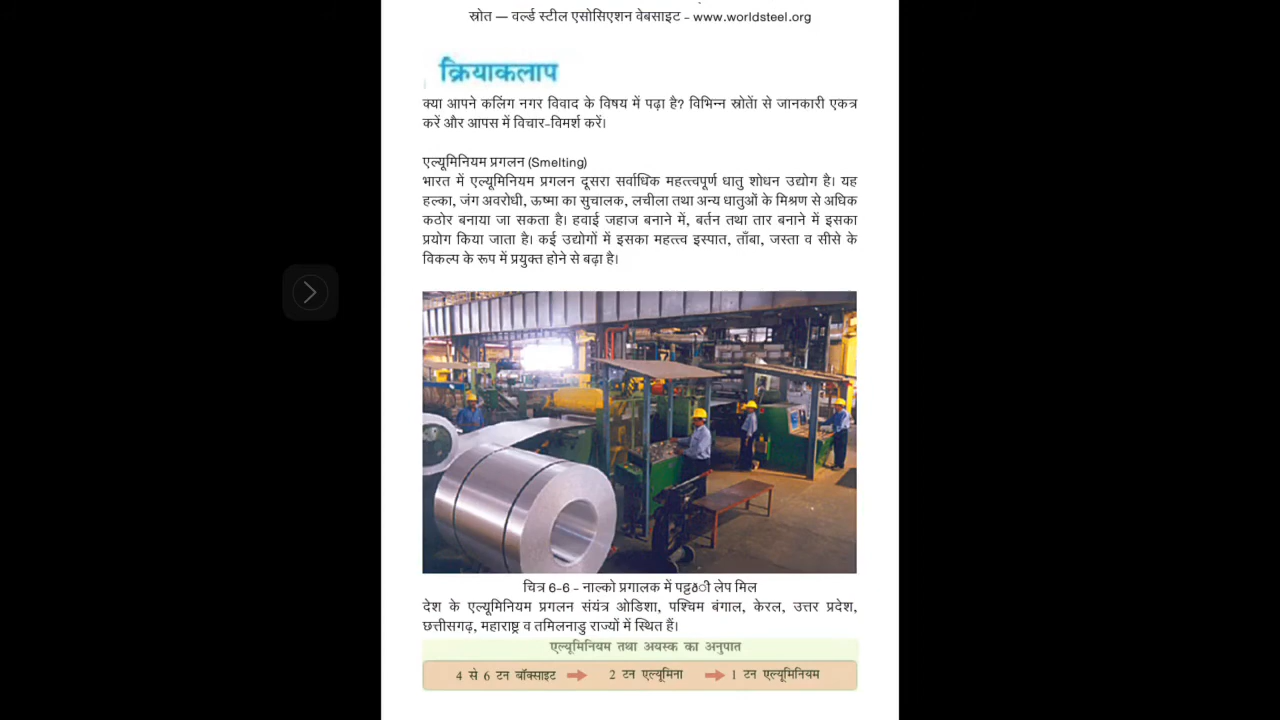 स्रोत — वर्ल्ड स्टील एसोसिएशन वेबसाइट - www.worldsteel.org
क्रियाकलाप
क्या आपने कलिंग नगर विवाद के विषय में पढ़ा है? विभिन्न स्रोतों से जानकारी एकत्र
करें और आपस में विचार-विमर्श करें।
एल्यूमिनियम प्रगलन (Smelting)
भारत में एल्यूमिनियम प्रगलन दूसरा सर्वाधिक महत्त्वपूर्ण धातु शोधन उद्योग है। यह
हल्का, जंग अवरोधी, ऊष्मा का सुचालक, लचीला तथा अन्य धातुओं के मिश्रण से अधिक
कठोर बनाया जा सकता है। हवाई जहाज बनाने में, बर्तन तथा तार बनाने में इसका
प्रयोग किया जाता है। कई उद्योगों में इसका महत्त्व इस्पात, ताँबा, जस्ता व सीसे के
विकल्प के रूप में प्रयुक्त होने से बढ़ा है।
चित्र 6-6 - नाल्को प्रगालक में पट्टðी लेप मिल
देश के एल्यूमिनियम प्रगलन संयंत्र ओडिशा, पश्चिम बंगाल, केरल, उत्तर प्रदेश,
छत्तीसगढ़, महाराष्ट्र व तमिलनाडु राज्यों में स्थित हैं।
एल्यूमिनियम तथा अयस्क का अनुपात
4 से 6 टन बॉक्साइट → 2 टन एल्यूमिना → 1 टन एल्यूमिनियम